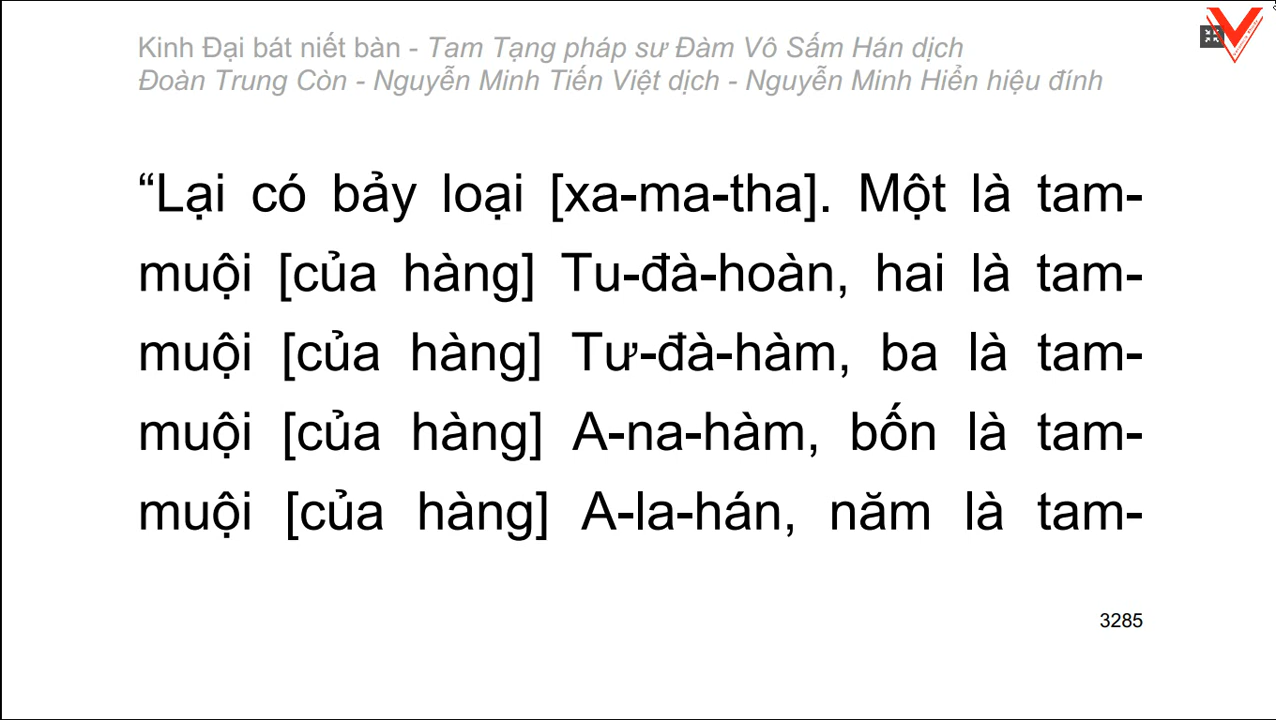 Kinh Đại bát niết bàn - Tam Tạng pháp sư Đàm Vô Sấm Hán dịch
Đoàn Trung Còn - Nguyễn Minh Tiến Việt dịch - Nguyễn Minh Hiển hiệu đính
“Lại có bảy loại [xa-ma-tha]. Một là tam-
muội [của hàng] Tu-đà-hoàn, hai là tam-
muội [của hàng] Tư-đà-hàm, ba là tam-
muội [của hàng] A-na-hàm, bốn là tam-
muội [của hàng] A-la-hán, năm là tam-
3285